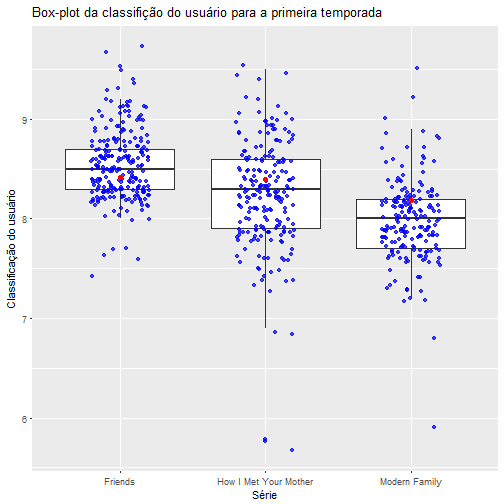 Box-plot da classifição do usuário para a primeira temporada
Classificação do usuário
9
8
7
6
Friends
How I Met Your Mother
Modern Family
Série